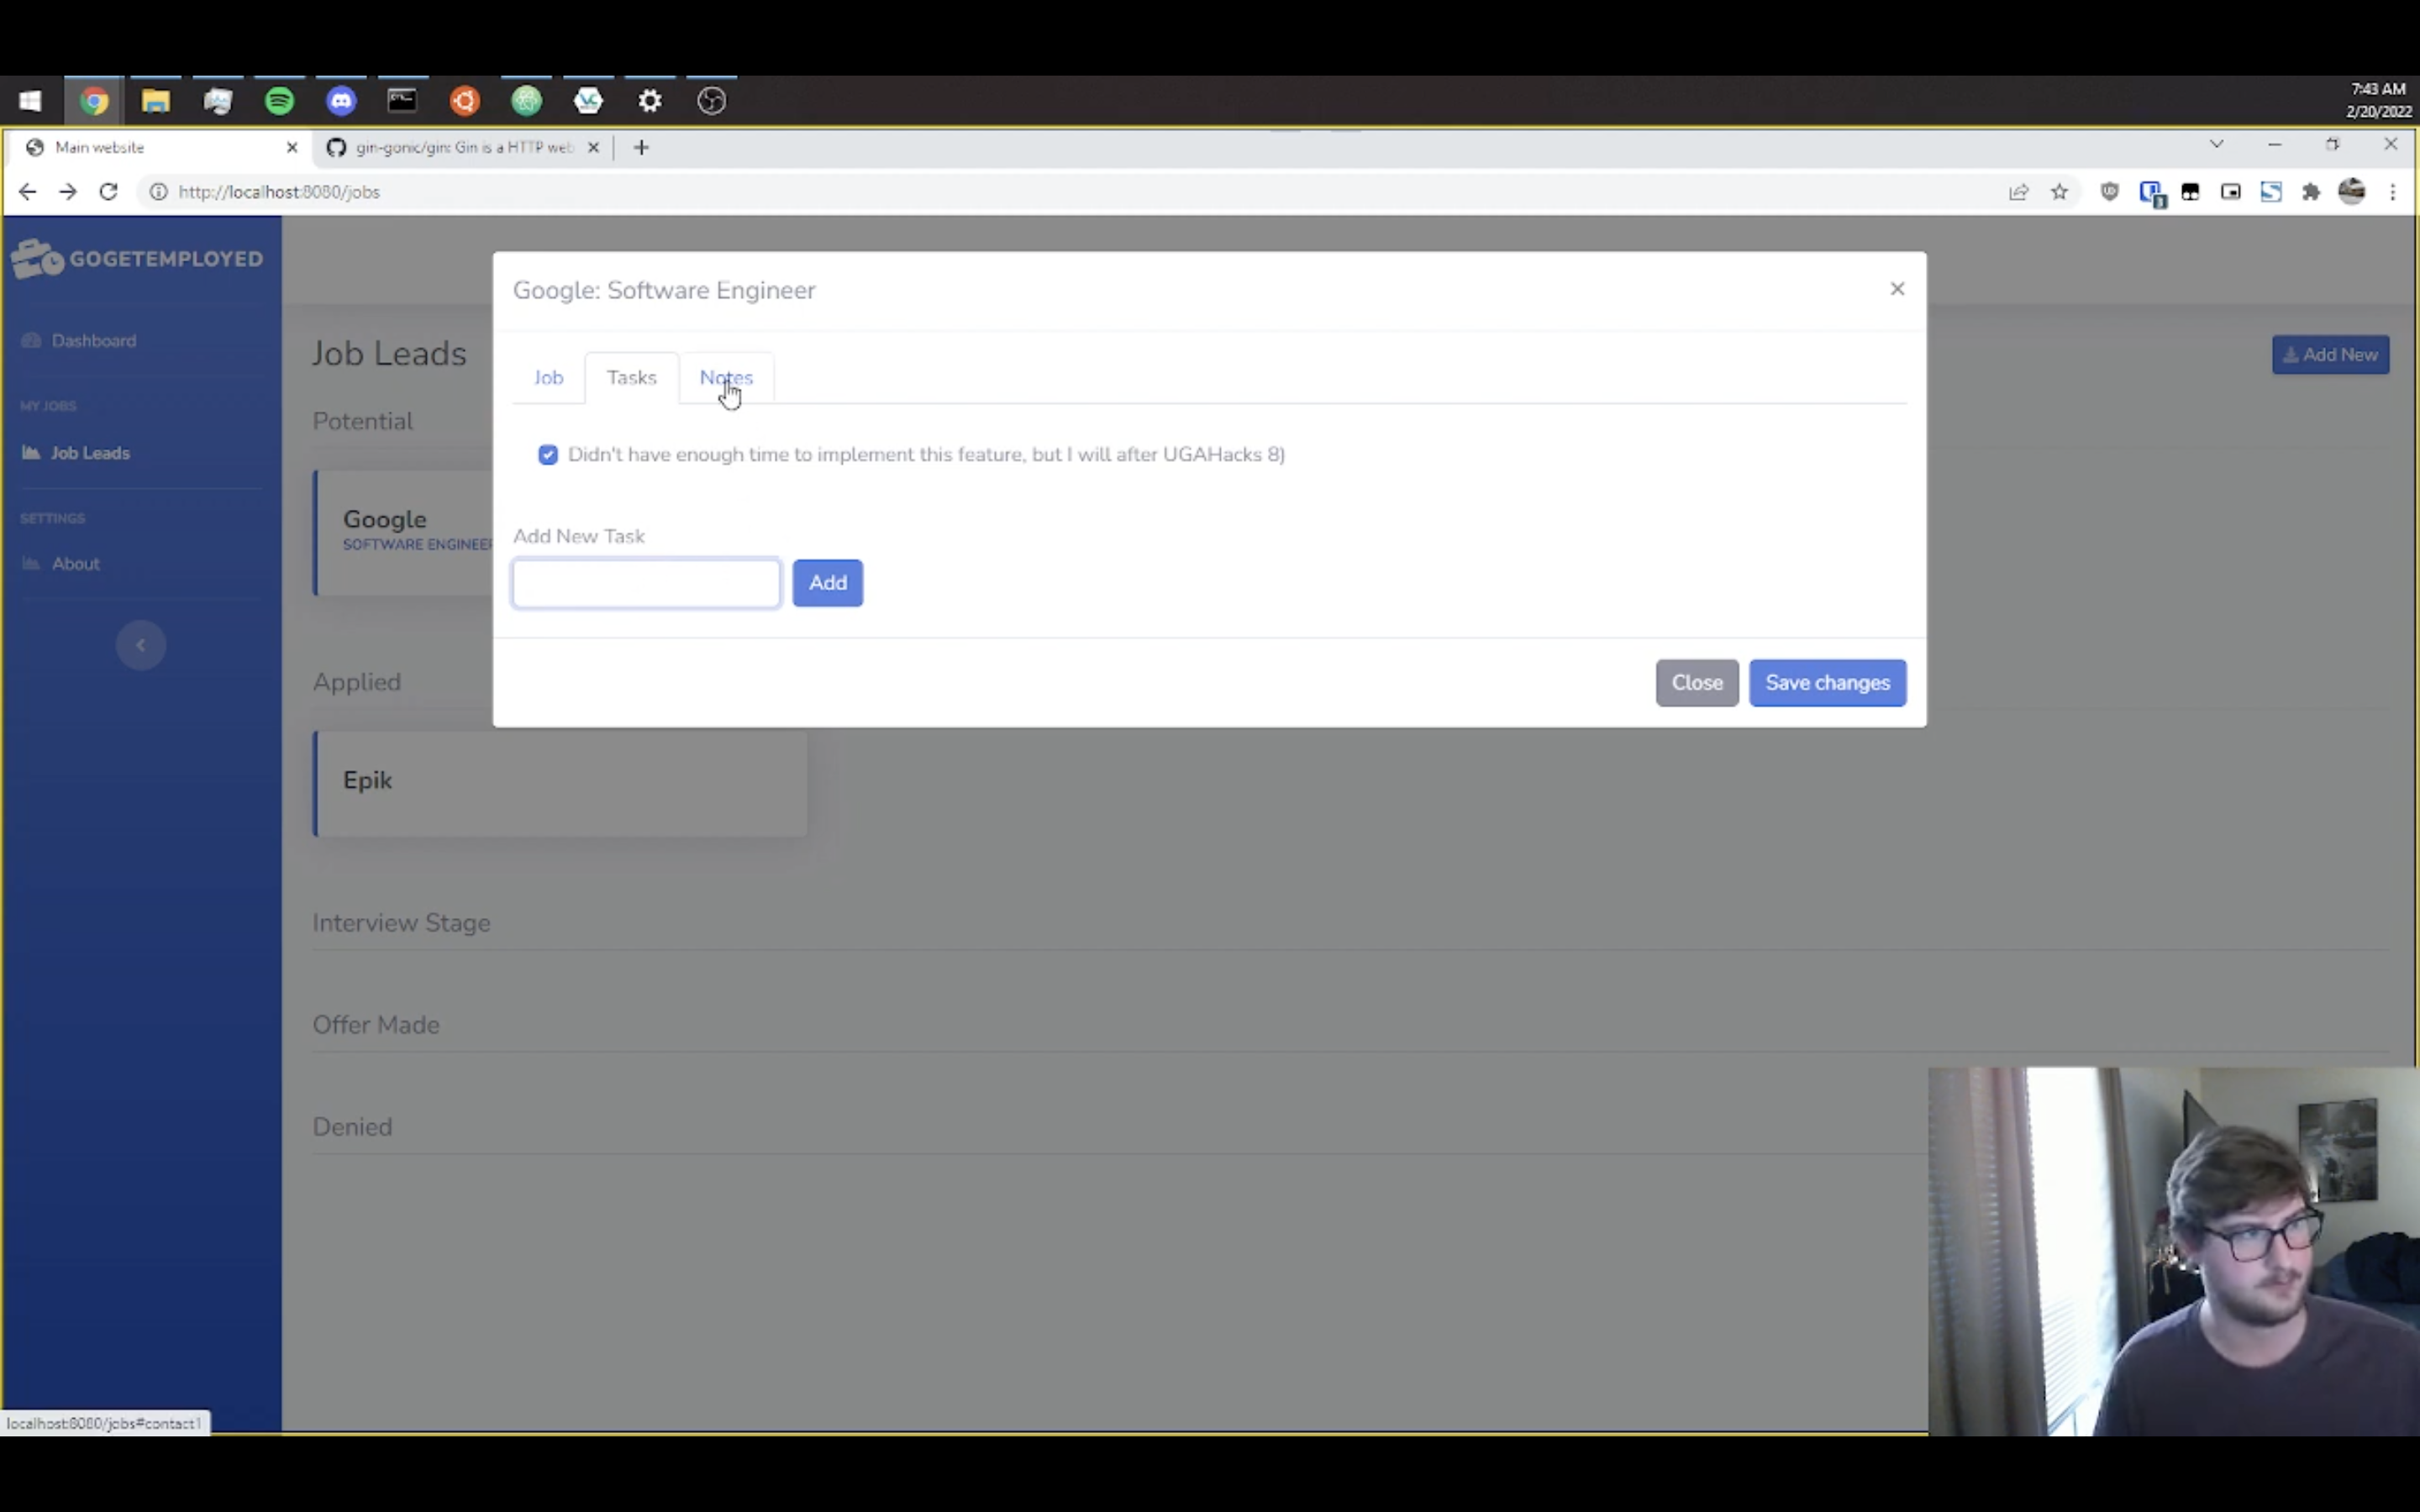 7:43 AM
2/20/2022
Main website
gin-gonic/gin: Gin is a HTTP web
http://localhost:8080/jobs
GOGETEMPLOYED
Dashboard
MY JOBS
Job Leads
SETTINGS
About
Job Leads
Add New
Potential
Google
SOFTWARE ENGINEER
Applied
Epik
Interview Stage
Offer Made
Denied
Google: Software Engineer
Job
Tasks
Notes
Didn't have enough time to implement this feature, but I will after UGAHacks 8)
Add New Task
Add
Close
Save changes
localhost:8080/jobs#contact1